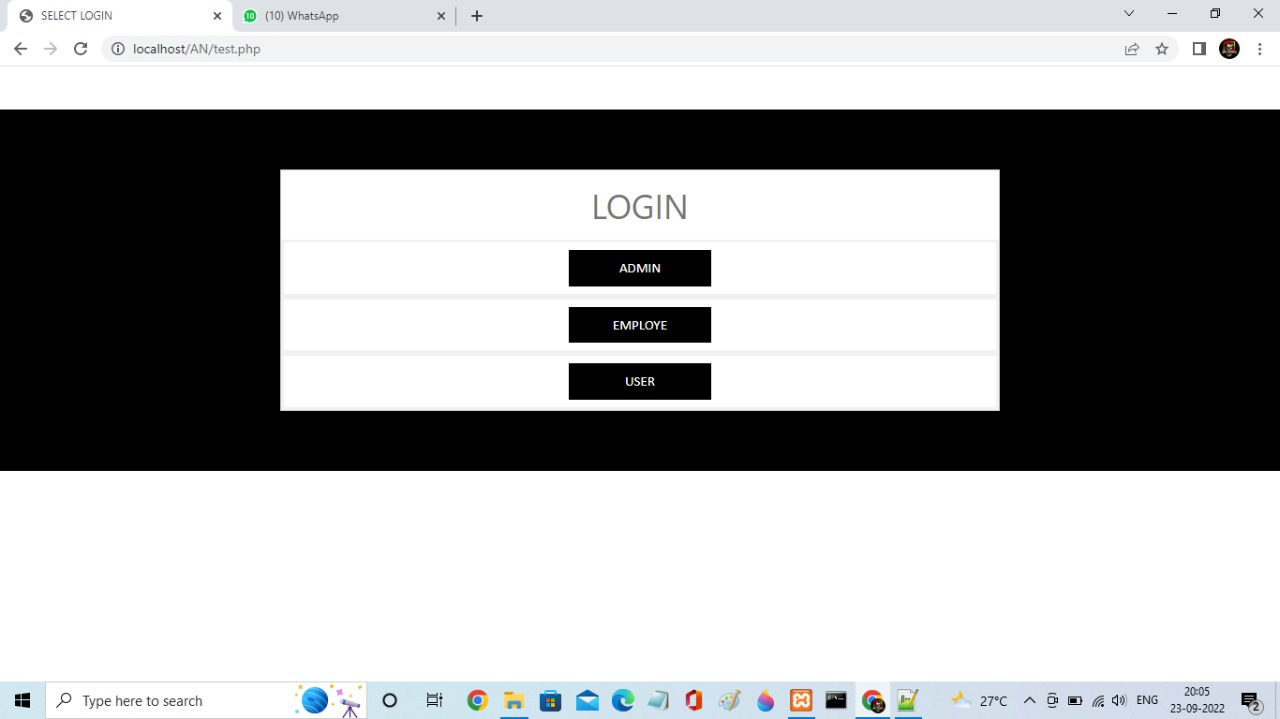 SELECT LOGIN
(10) WhatsApp
localhost/AN/test.php
LOGIN
ADMIN
EMPLOYE
USER
Type here to search
27°C
ENG
20:05
23-09-2022
2